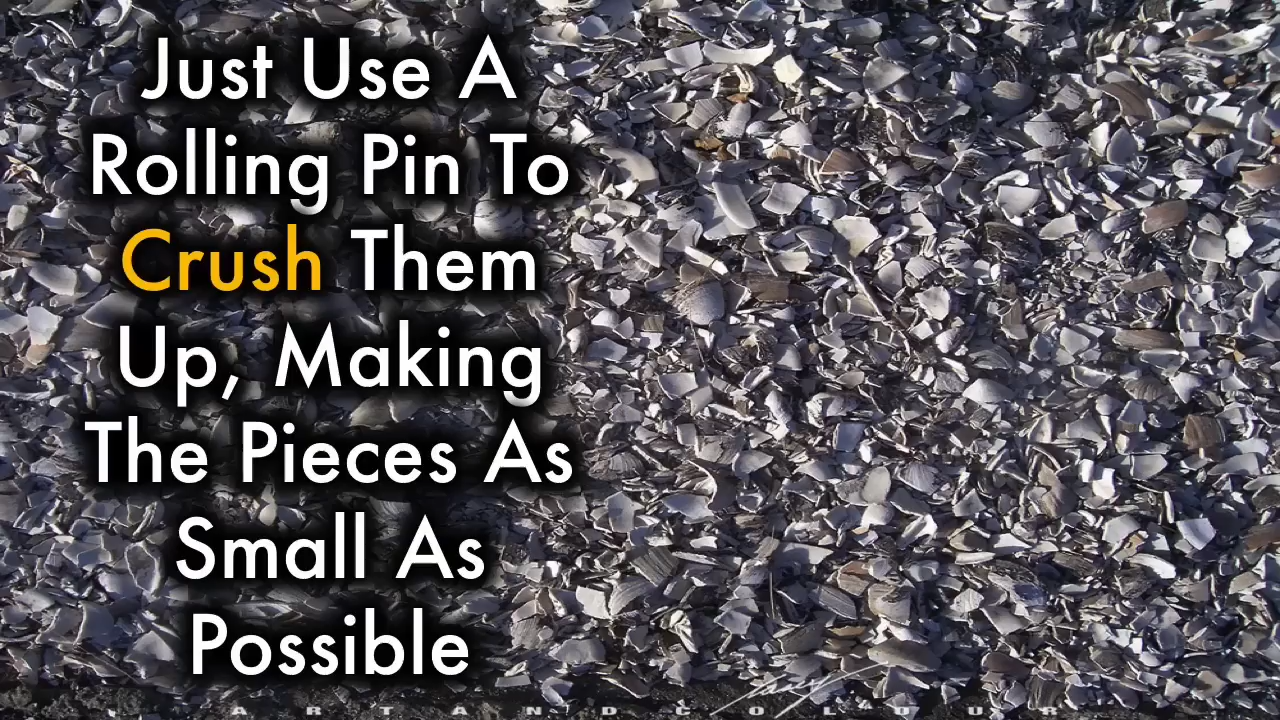 Just Use A
Rolling Pin To
Crush Them
Up, Making
The Pieces As
Small As
Possible
A R T A N D C O L O U R